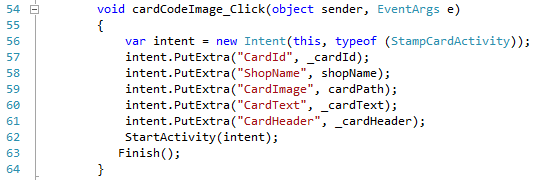 54 void cardCodeImage_Click(object sender, EventArgs e)
55 {
56 var intent = new Intent(this, typeof (StampCardActivity));
57 intent.PutExtra("CardId", _cardId);
58 intent.PutExtra("ShopName", shopName);
59 intent.PutExtra("CardImage", cardPath);
60 intent.PutExtra("CardText", _cardText);
61 intent.PutExtra("CardHeader", _cardHeader);
62 StartActivity(intent);
63 Finish();
64 }